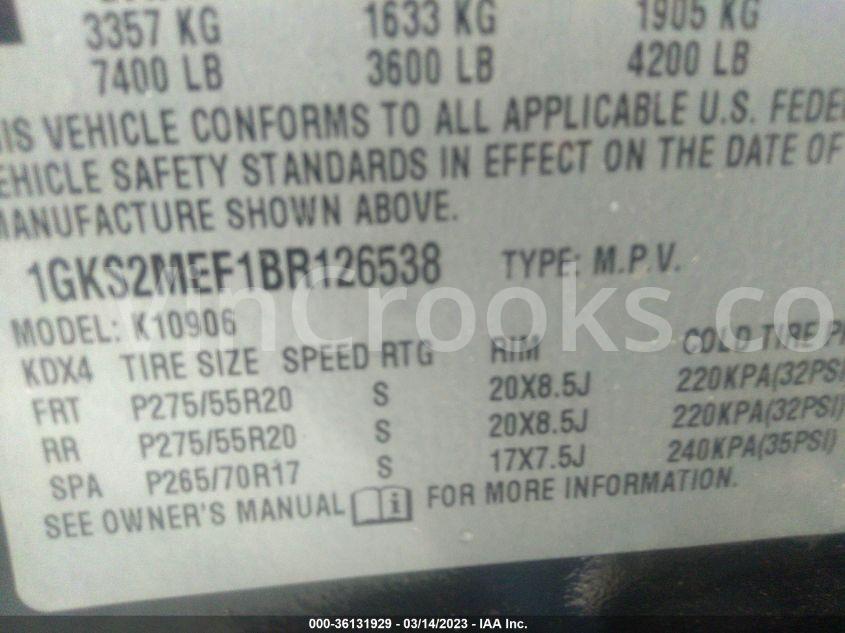 3357 KG 1633 KG 1905 KG
7400 LB 3600 LB 4200 LB
VEHICLE CONFORMS TO ALL APPLICABLE U.S. FEDE
EHICLE SAFETY STANDARDS IN EFFECT ON THE DATE OF
MANUFACTURE SHOWN ABOVE.
1GKS2MEF1BR126538 TYPE: M.P.V.
VinCrooks.com
MODEL: K10906
KDX4 TIRE SIZE SPEED RTG RIM COLD TIRE
FRT P275/55R20 S 20X8.5J 220KPA(32PSI
RR P275/55R20 S 20X8.5J 220KPA(32PSI)
SPA P265/70R17 S 17X7.5J 240KPA(35PSI)
SEE OWNER'S MANUAL i FOR MORE INFORMATION.
000-36131929 – 03/14/2023 – IAA Inc.